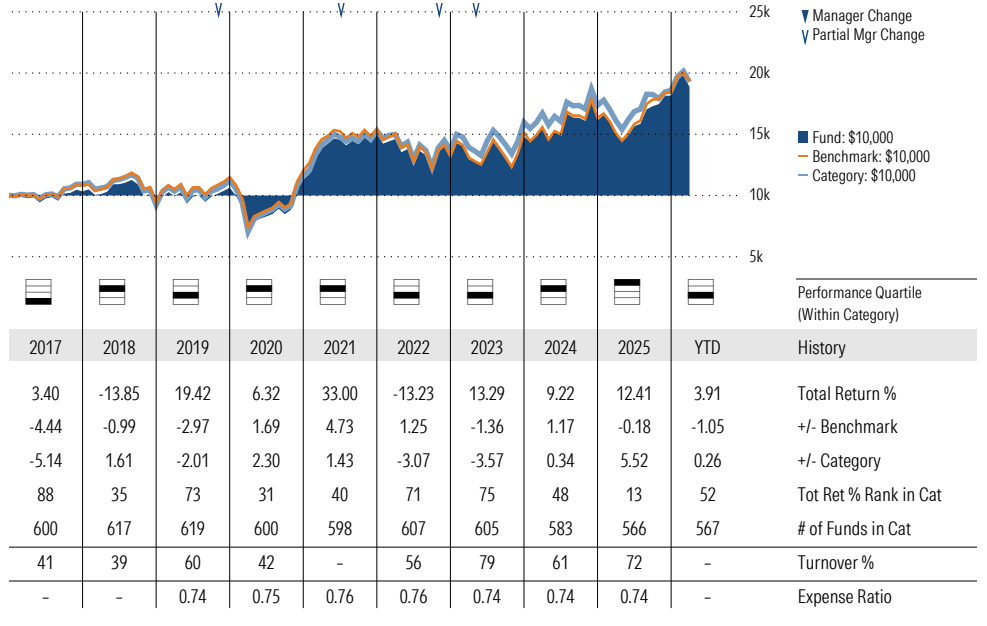 25k
20k
15k
10k
5k
Manager Change
Partial Mgr Change
Fund: $10,000
Benchmark: $10,000
Category: $10,000
Performance Quartile
(Within Category)
2017 2018 2019 2020 2021 2022 2023 2024 2025 YTD History
3.40 -13.85 19.42 6.32 33.00 -13.23 13.29 9.22 12.41 3.91 Total Return %
-4.44 -0.99 -2.97 1.69 4.73 1.25 -1.36 1.17 -0.18 -1.05 +/- Benchmark
-5.14 1.61 -2.01 2.30 1.43 -3.07 -3.57 0.34 5.52 0.26 +/- Category
88 35 73 31 40 71 75 48 13 52 Tot Ret % Rank in Cat
600 617 619 600 598 607 605 583 566 567 # of Funds in Cat
41 39 60 42 – 56 79 61 72 – Turnover %
– – 0.74 0.75 0.76 0.76 0.74 0.74 0.74 – Expense Ratio